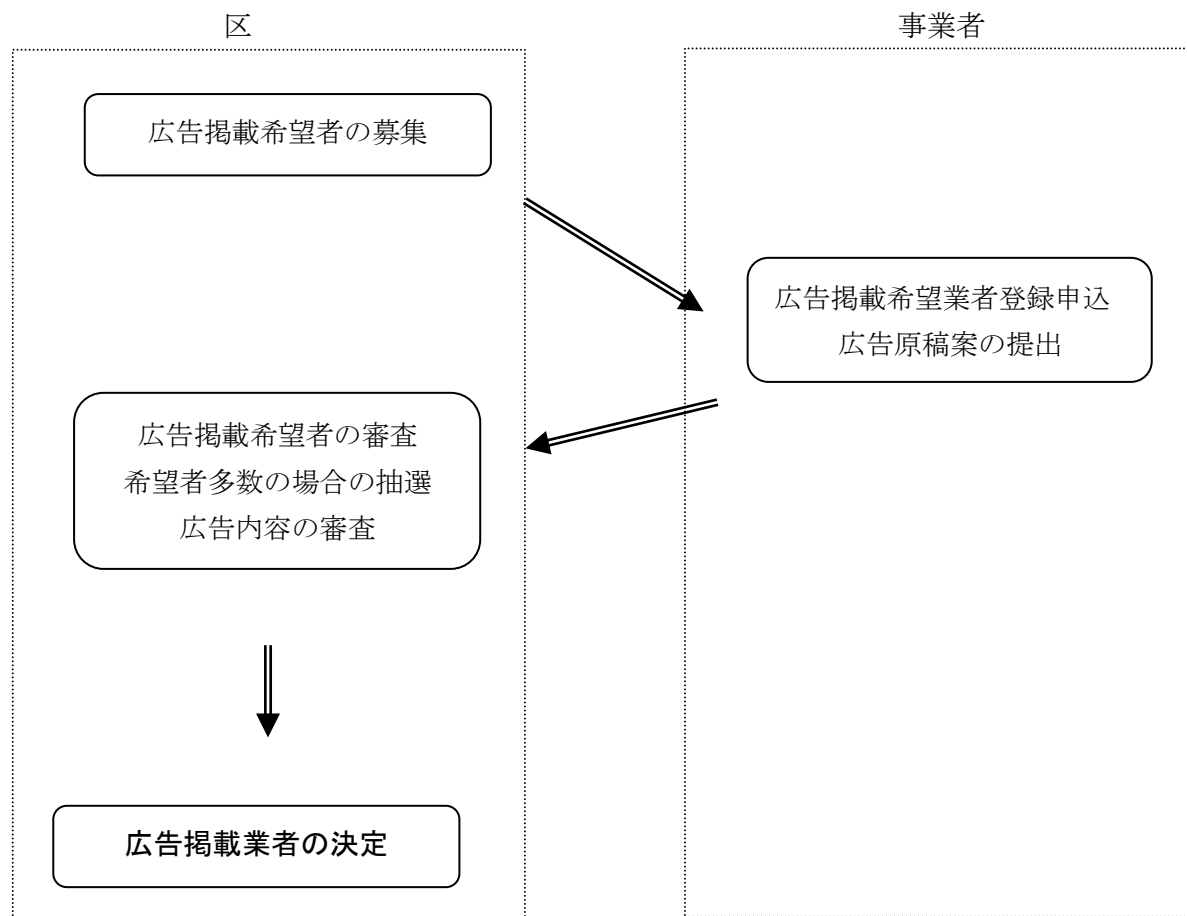 区
事業者
広告掲載希望者の募集
広告掲載希望業者登録申込
広告原稿案の提出
広告掲載希望者の審査
希望者多数の場合の抽選
広告内容の審査
広告掲載業者の決定